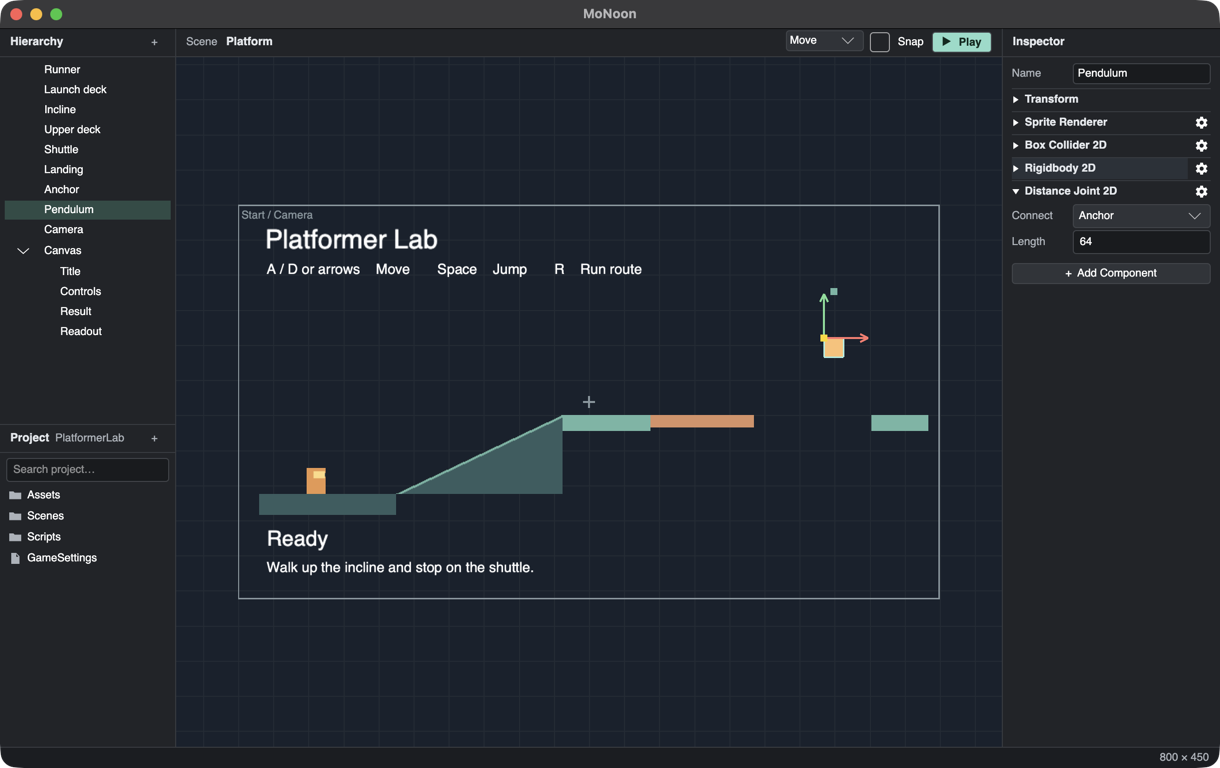 MoNoon
Hierarchy +
Runner
Launch deck
Incline
Upper deck
Shuttle
Landing
Anchor
Pendulum
Camera
Canvas
Title
Controls
Result
Readout
Project PlatformerLab +
Search project...
Assets
Scenes
Scripts
GameSettings
Scene Platform
Move Snap Play
Start / Camera
Platformer Lab
A / D or arrows Move Space Jump R Run route
Ready
Walk up the incline and stop on the shuttle.
Inspector
Name Pendulum
Transform
Sprite Renderer
Box Collider 2D
Rigidbody 2D
Distance Joint 2D
Connect Anchor
Length 64
+ Add Component
800 × 450